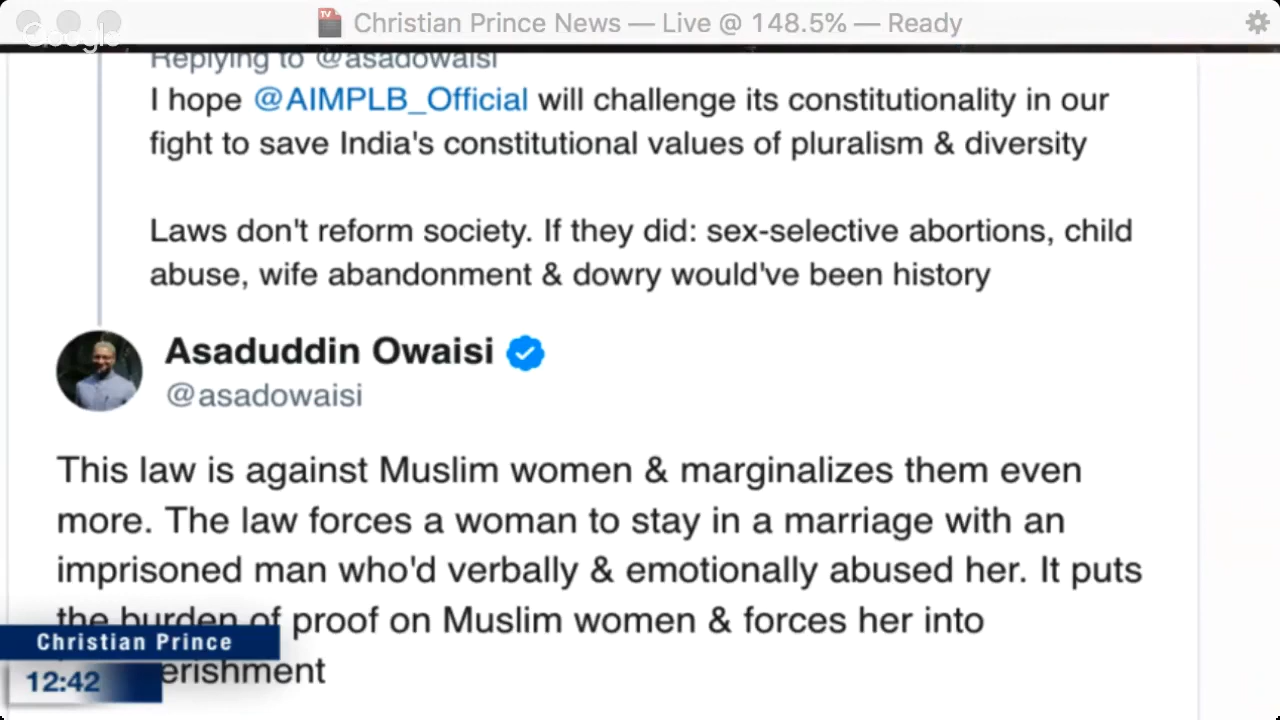 Christian Prince News — Live @ 148.5% — Ready
Google
Replying to @asadowaisi
I hope @AIMPLB_Official will challenge its constitutionality in our
fight to save India's constitutional values of pluralism & diversity
Laws don't reform society. If they did: sex-selective abortions, child
abuse, wife abandonment & dowry would've been history
Asaduddin Owaisi
@asadowaisi
This law is against Muslim women & marginalizes them even
more. The law forces a woman to stay in a marriage with an
imprisoned man who'd verbally & emotionally abused her. It puts
the burden of proof on Muslim women & forces her into
erishment
Christian Prince
12:42